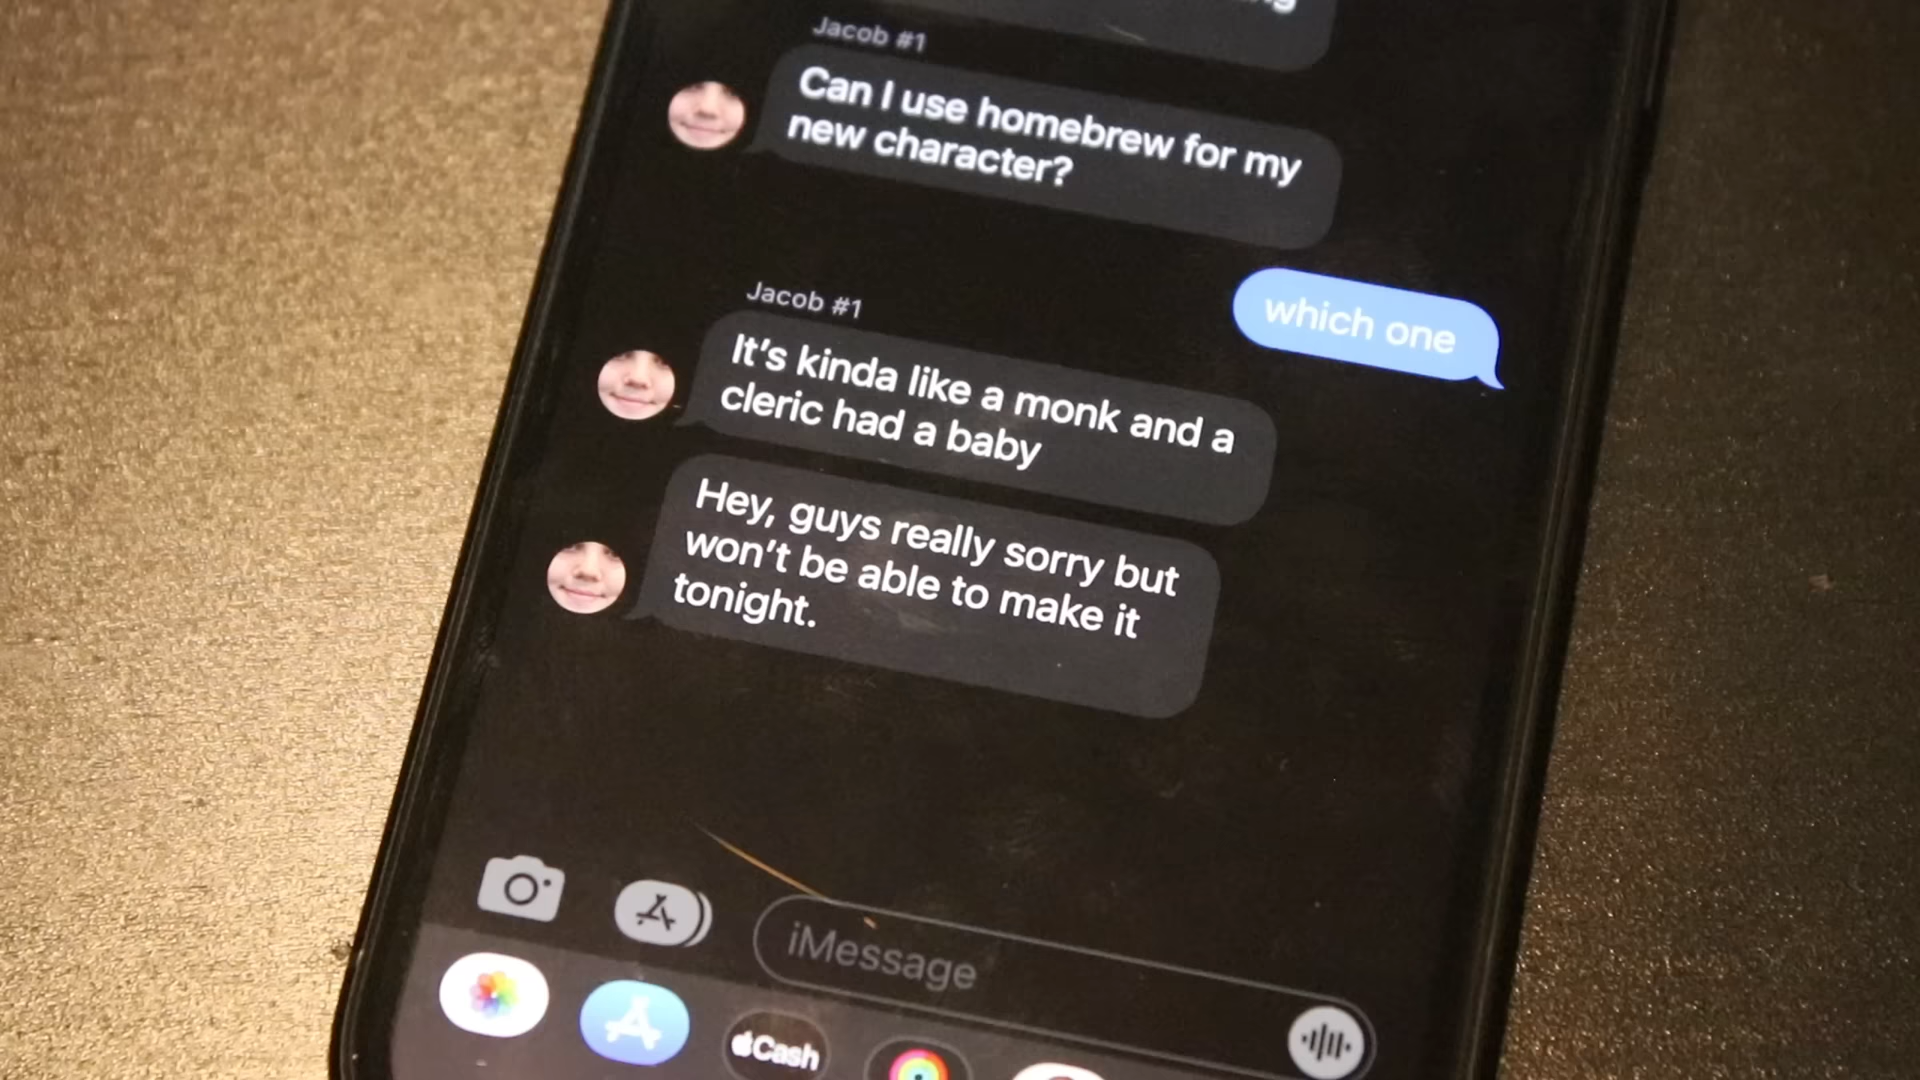 Jacob #1
Can I use homebrew for my
new character?
which one
Jacob #1
It's kinda like a monk and a
cleric had a baby
Hey, guys really sorry but
won't be able to make it
tonight.
iMessage
Cash